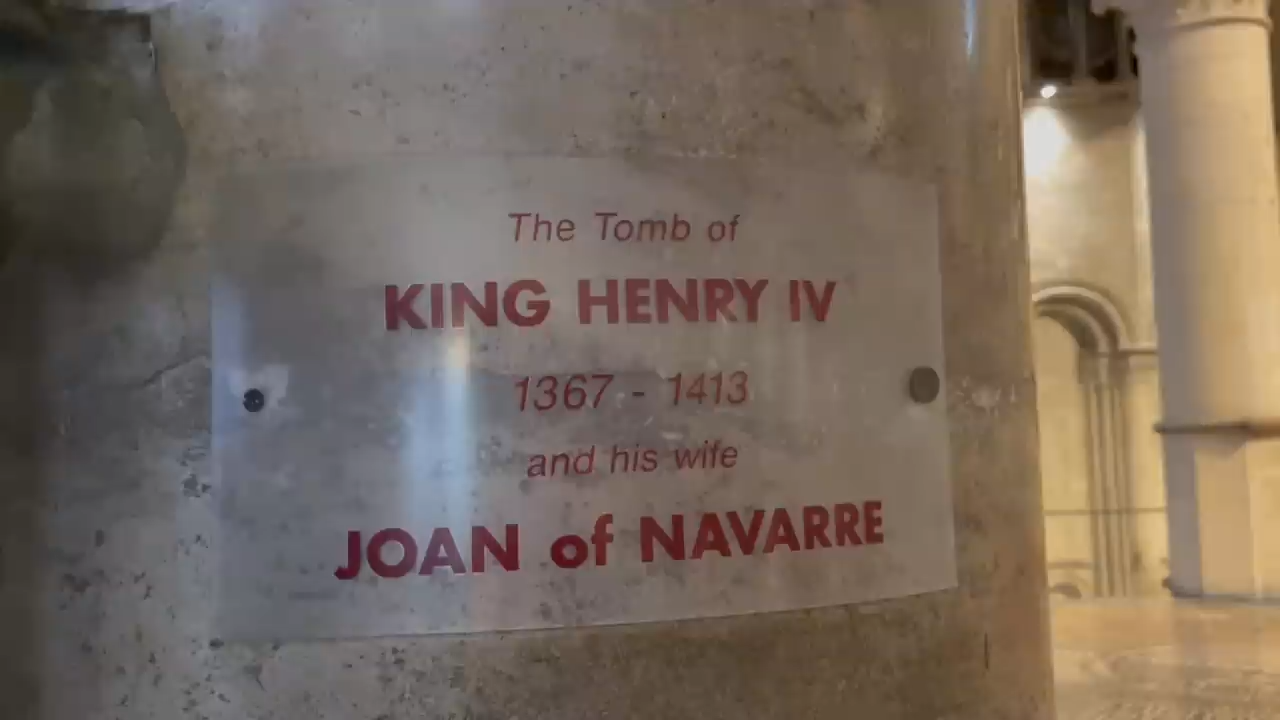 The Tomb of
KING HENRY IV
1367 - 1413
and his wife
JOAN of NAVARRE